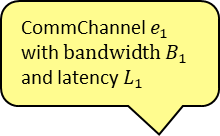 CommChannel e₁
with bandwidth B₁
and latency L₁